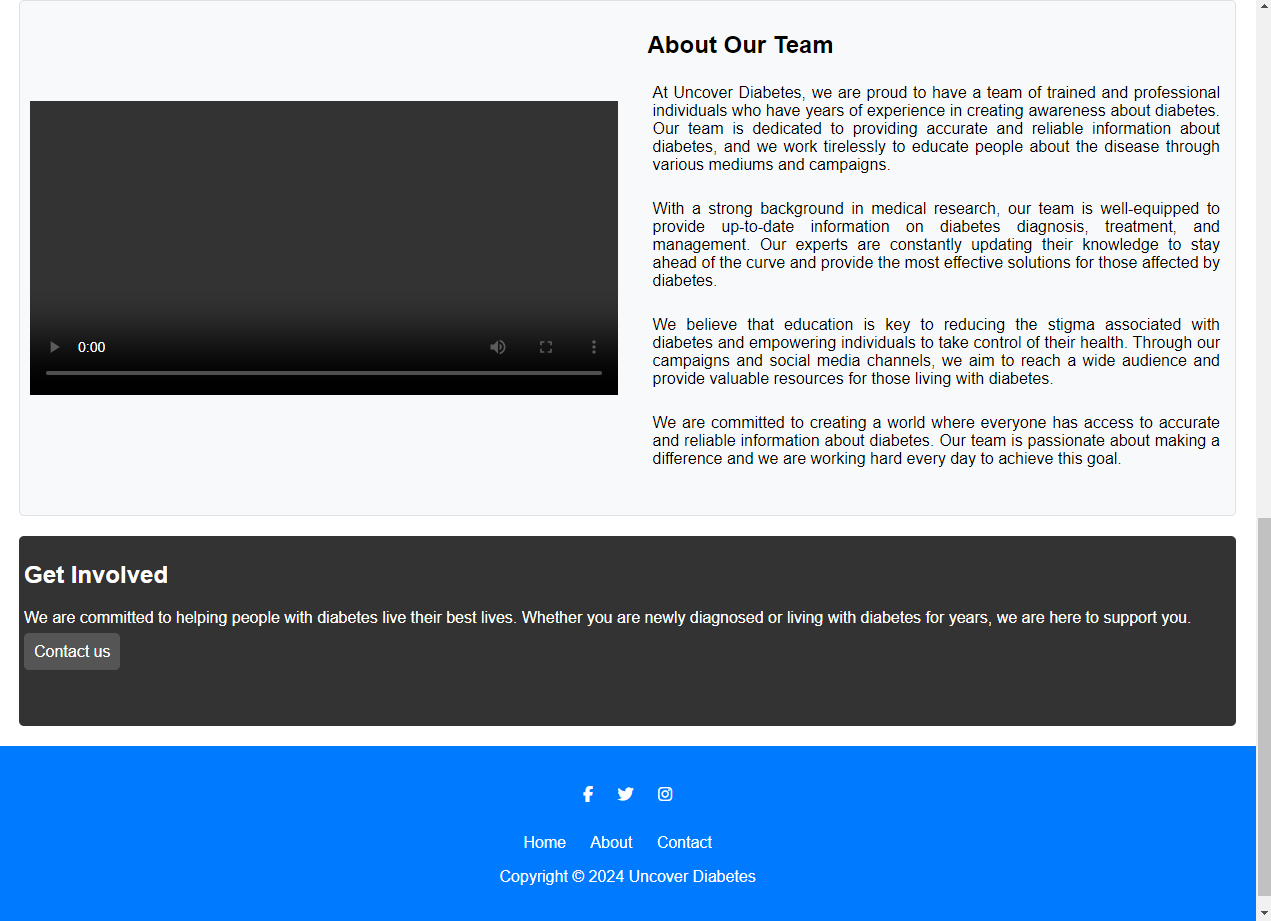 About Our Team
At Uncover Diabetes, we are proud to have a team of trained and professional
individuals who have years of experience in creating awareness about diabetes.
Our team is dedicated to providing accurate and reliable information about
diabetes, and we work tirelessly to educate people about the disease through
various mediums and campaigns.
With a strong background in medical research, our team is well-equipped to
provide up-to-date information on diabetes diagnosis, treatment, and
management. Our experts are constantly updating their knowledge to stay
ahead of the curve and provide the most effective solutions for those affected by
diabetes.
We believe that education is key to reducing the stigma associated with
diabetes and empowering individuals to take control of their health. Through our
campaigns and social media channels, we aim to reach a wide audience and
provide valuable resources for those living with diabetes.
We are committed to creating a world where everyone has access to accurate
and reliable information about diabetes. Our team is passionate about making a
difference and we are working hard every day to achieve this goal.
0:00
Get Involved
We are committed to helping people with diabetes live their best lives. Whether you are newly diagnosed or living with diabetes for years, we are here to support you.
Contact us
Home About Contact
Copyright © 2024 Uncover Diabetes